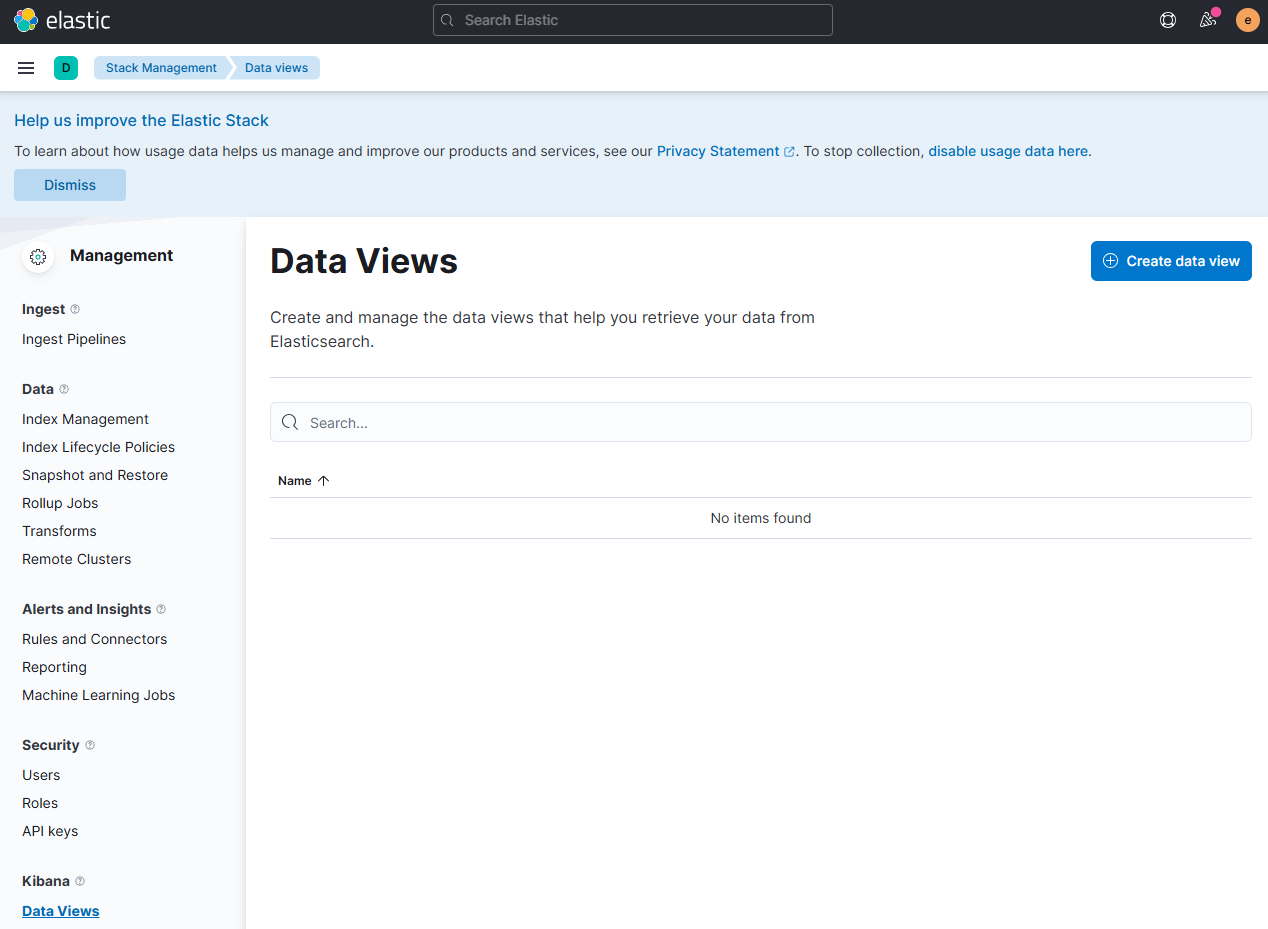 elastic
Search Elastic
e
D
Stack Management
Data views
Help us improve the Elastic Stack
To learn about how usage data helps us manage and improve our products and services, see our Privacy Statement. To stop collection, disable usage data here.
Dismiss
Management
Ingest
Ingest Pipelines
Data
Index Management
Index Lifecycle Policies
Snapshot and Restore
Rollup Jobs
Transforms
Remote Clusters
Alerts and Insights
Rules and Connectors
Reporting
Machine Learning Jobs
Security
Users
Roles
API keys
Kibana
Data Views
Data Views
Create data view
Create and manage the data views that help you retrieve your data from
Elasticsearch.
Search...
Name
No items found